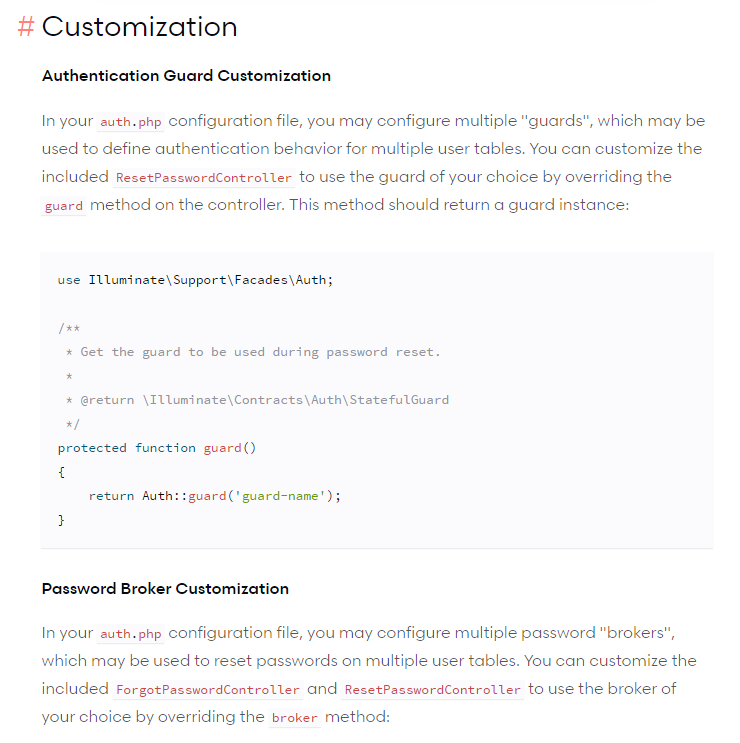 # Customization
Authentication Guard Customization
In your auth.php configuration file, you may configure multiple "guards", which may be
used to define authentication behavior for multiple user tables. You can customize the
included ResetPasswordController to use the guard of your choice by overriding the
guard method on the controller. This method should return a guard instance:
use Illuminate\Support\Facades\Auth;
/**
 * Get the guard to be used during password reset.
 *
 * @return \Illuminate\Contracts\Auth\StatefulGuard
 */
protected function guard()
{
    return Auth::guard('guard-name');
}
Password Broker Customization
In your auth.php configuration file, you may configure multiple password "brokers",
which may be used to reset passwords on multiple user tables. You can customize the
included ForgotPasswordController and ResetPasswordController to use the broker of
your choice by overriding the broker method: